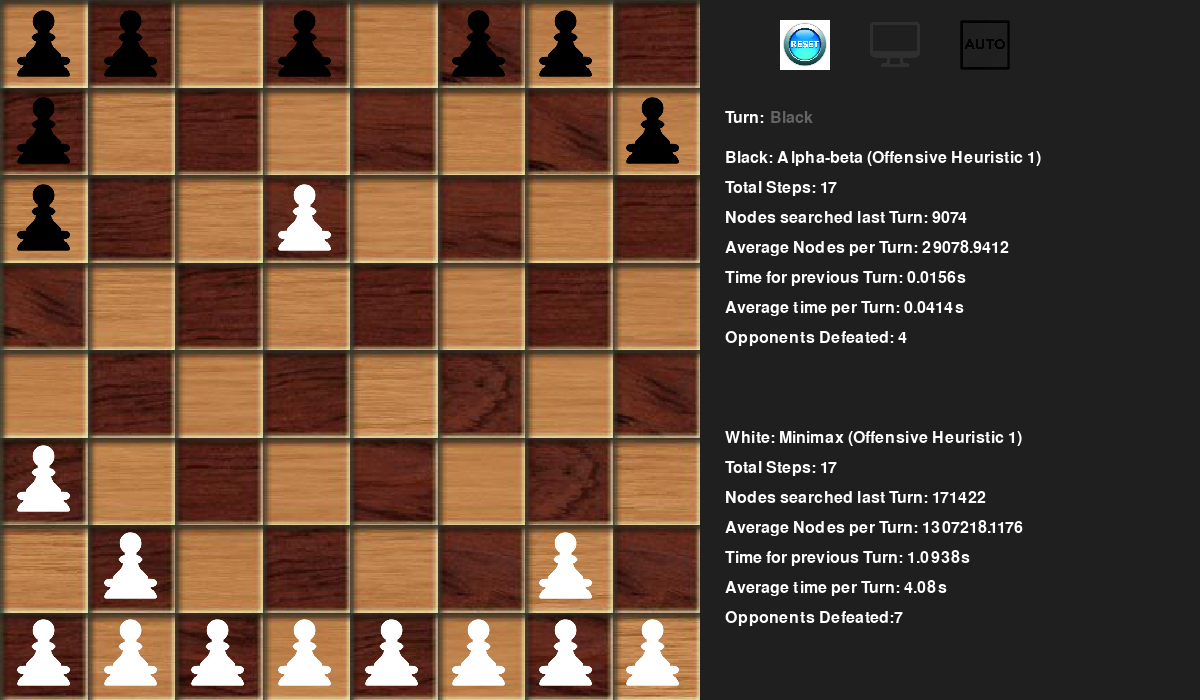 RESET
AUTO
Turn: Black
Black: Alpha-beta (Offensive Heuristic 1)
Total Steps: 17
Nodes searched last Turn: 9074
Average Nodes per Turn: 29078.9412
Time for previous Turn: 0.0156s
Average time per Turn: 0.0414s
Opponents Defeated: 4
White: Minimax (Offensive Heuristic 1)
Total Steps: 17
Nodes searched last Turn: 171422
Average Nodes per Turn: 1307218.1176
Time for previous Turn: 1.0938s
Average time per Turn: 4.08s
Opponents Defeated:7